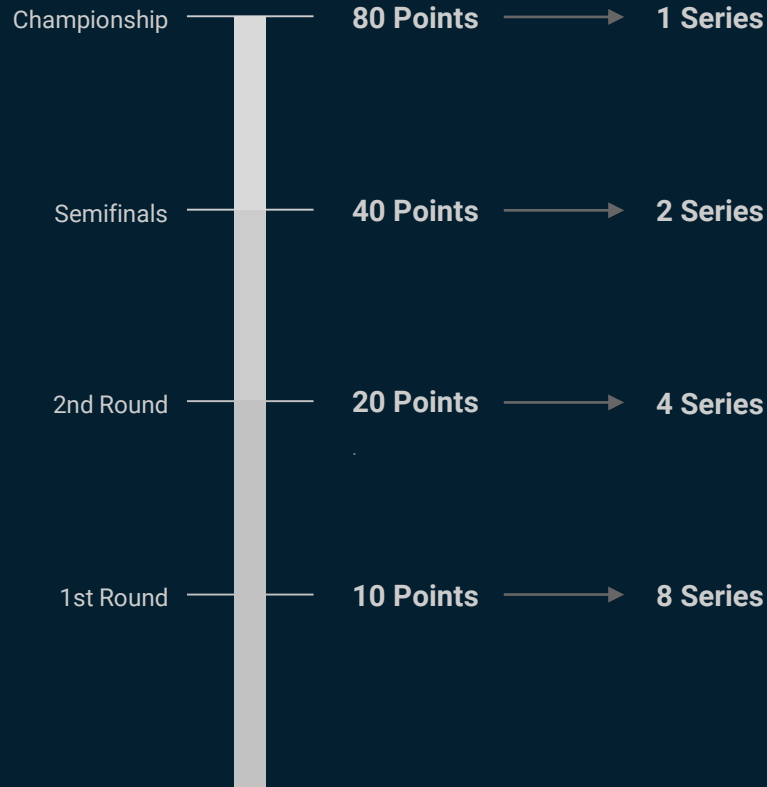 Championship 80 Points 1 Series
Semifinals 40 Points 2 Series
2nd Round 20 Points 4 Series
1st Round 10 Points 8 Series